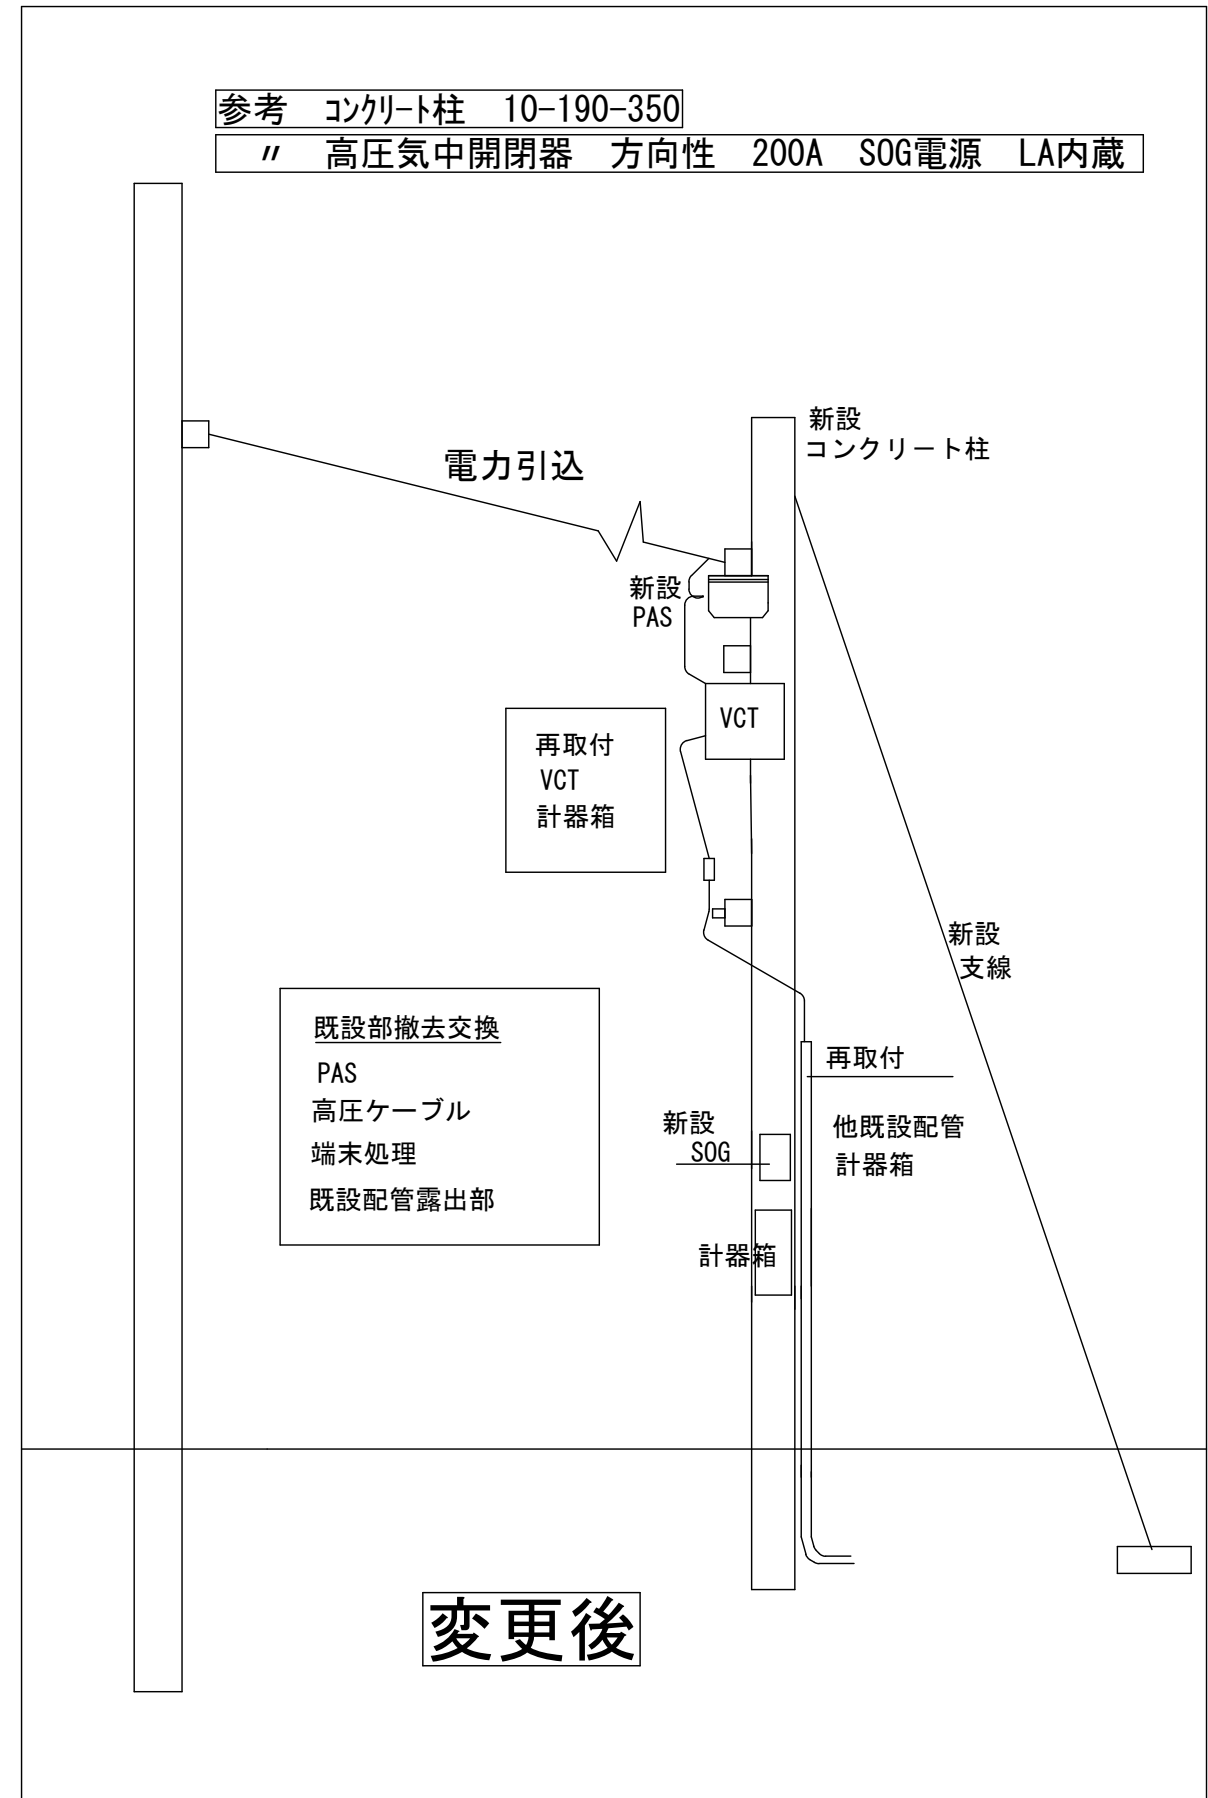 参考　コンクリート柱　10-190-350
〃　高圧気中開閉器　方向性　200A　SOG電源　LA内蔵
新設
コンクリート柱
電力引込
新設
PAS
VCT
再取付
VCT
計器箱
新設
支線
既設部撤去交換
PAS
高圧ケーブル
端末処理
既設配管露出部
再取付
他既設配管
計器箱
新設
SOG
計器箱
変更後